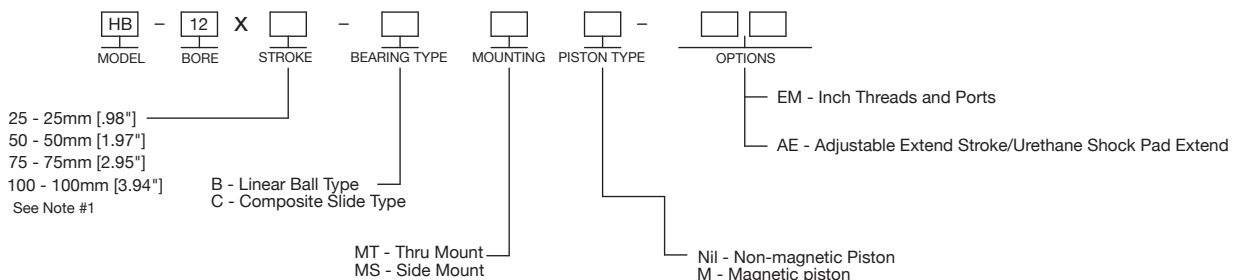 HB - 12 X - -
MODEL BORE STROKE BEARING TYPE MOUNTING PISTON TYPE OPTIONS
EM - Inch Threads and Ports
AE - Adjustable Extend Stroke/Urethane Shock Pad Extend
25 - 25mm [.98"]
50 - 50mm [1.97"]
75 - 75mm [2.95"]
100 - 100mm [3.94"]
See Note #1
B - Linear Ball Type
C - Composite Slide Type
MT - Thru Mount
MS - Side Mount
Nil - Non-magnetic Piston
M - Magnetic piston